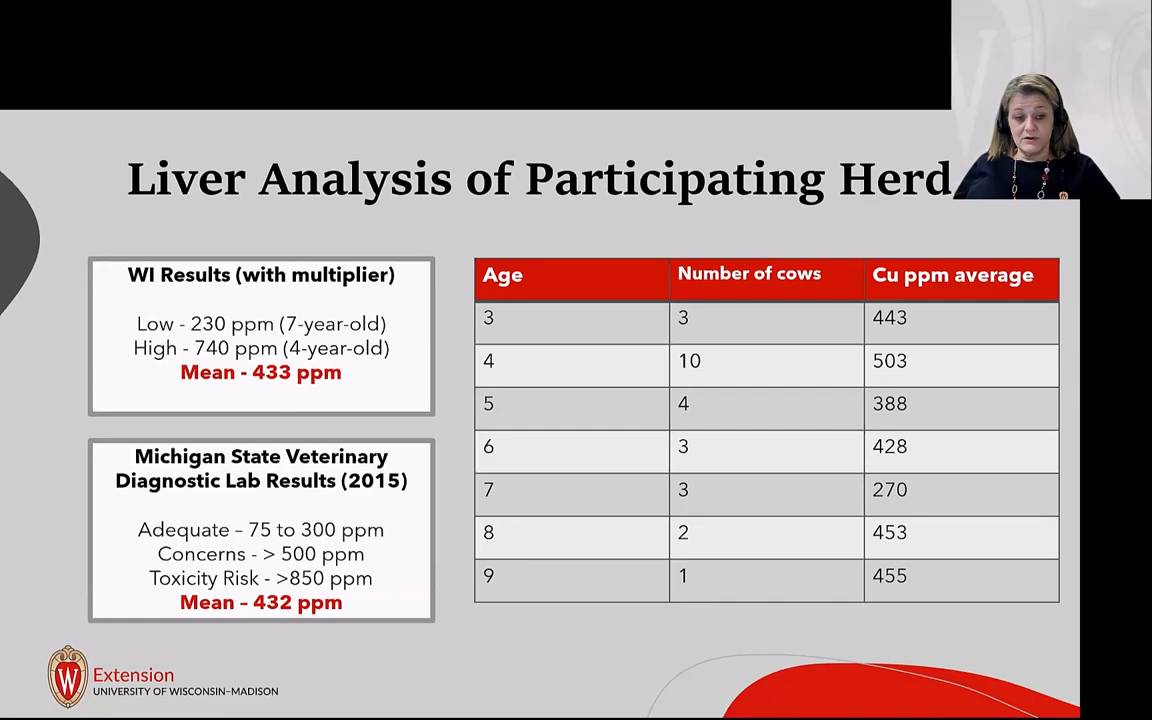 Liver Analysis of Participating Herd
WI Results (with multiplier)
Low - 230 ppm (7-year-old)
High - 740 ppm (4-year-old)
Mean - 433 ppm
Michigan State Veterinary
Diagnostic Lab Results (2015)
Adequate – 75 to 300 ppm
Concerns - > 500 ppm
Toxicity Risk - >850 ppm
Mean – 432 ppm
Age Number of cows Cu ppm average
3 3 443
4 10 503
5 4 388
6 3 428
7 3 270
8 2 453
9 1 455
W Extension
UNIVERSITY OF WISCONSIN–MADISON